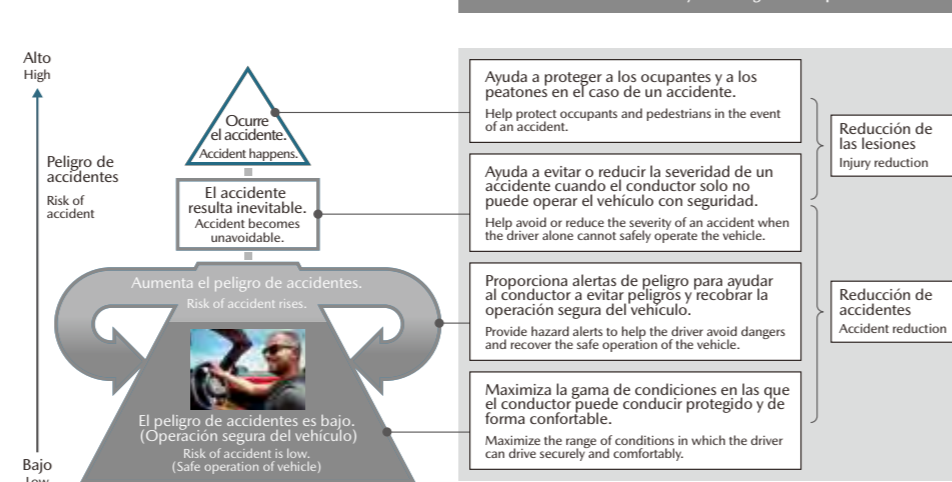 Alto
High
Peligro de
accidentes
Risk of
accident
Bajo
Low
Ocurre
el accidente.
Accident happens.
El accidente
resulta inevitable.
Accident becomes
unavoidable.
Aumenta el peligro de accidentes.
Risk of accident rises.
El peligro de accidentes es bajo.
(Operación segura del vehículo)
Risk of accident is low.
(Safe operation of vehicle)
Ayuda a proteger a los ocupantes y a los
peatones en el caso de un accidente.
Help protect occupants and pedestrians in the event
of an accident.
Ayuda a evitar o reducir la severidad de un
accidente cuando el conductor solo no
puede operar el vehículo con seguridad.
Help avoid or reduce the severity of an accident when
the driver alone cannot safely operate the vehicle.
Proporciona alertas de peligro para ayudar
al conductor a evitar peligros y recobrar la
operación segura del vehículo.
Provide hazard alerts to help the driver avoid dangers
and recover the safe operation of the vehicle.
Maximiza la gama de condiciones en las que
el conductor puede conducir protegido y de
forma confortable.
Maximize the range of conditions in which the driver
can drive securely and comfortably.
Reducción de
las lesiones
Injury reduction
Reducción de
accidentes
Accident reduction